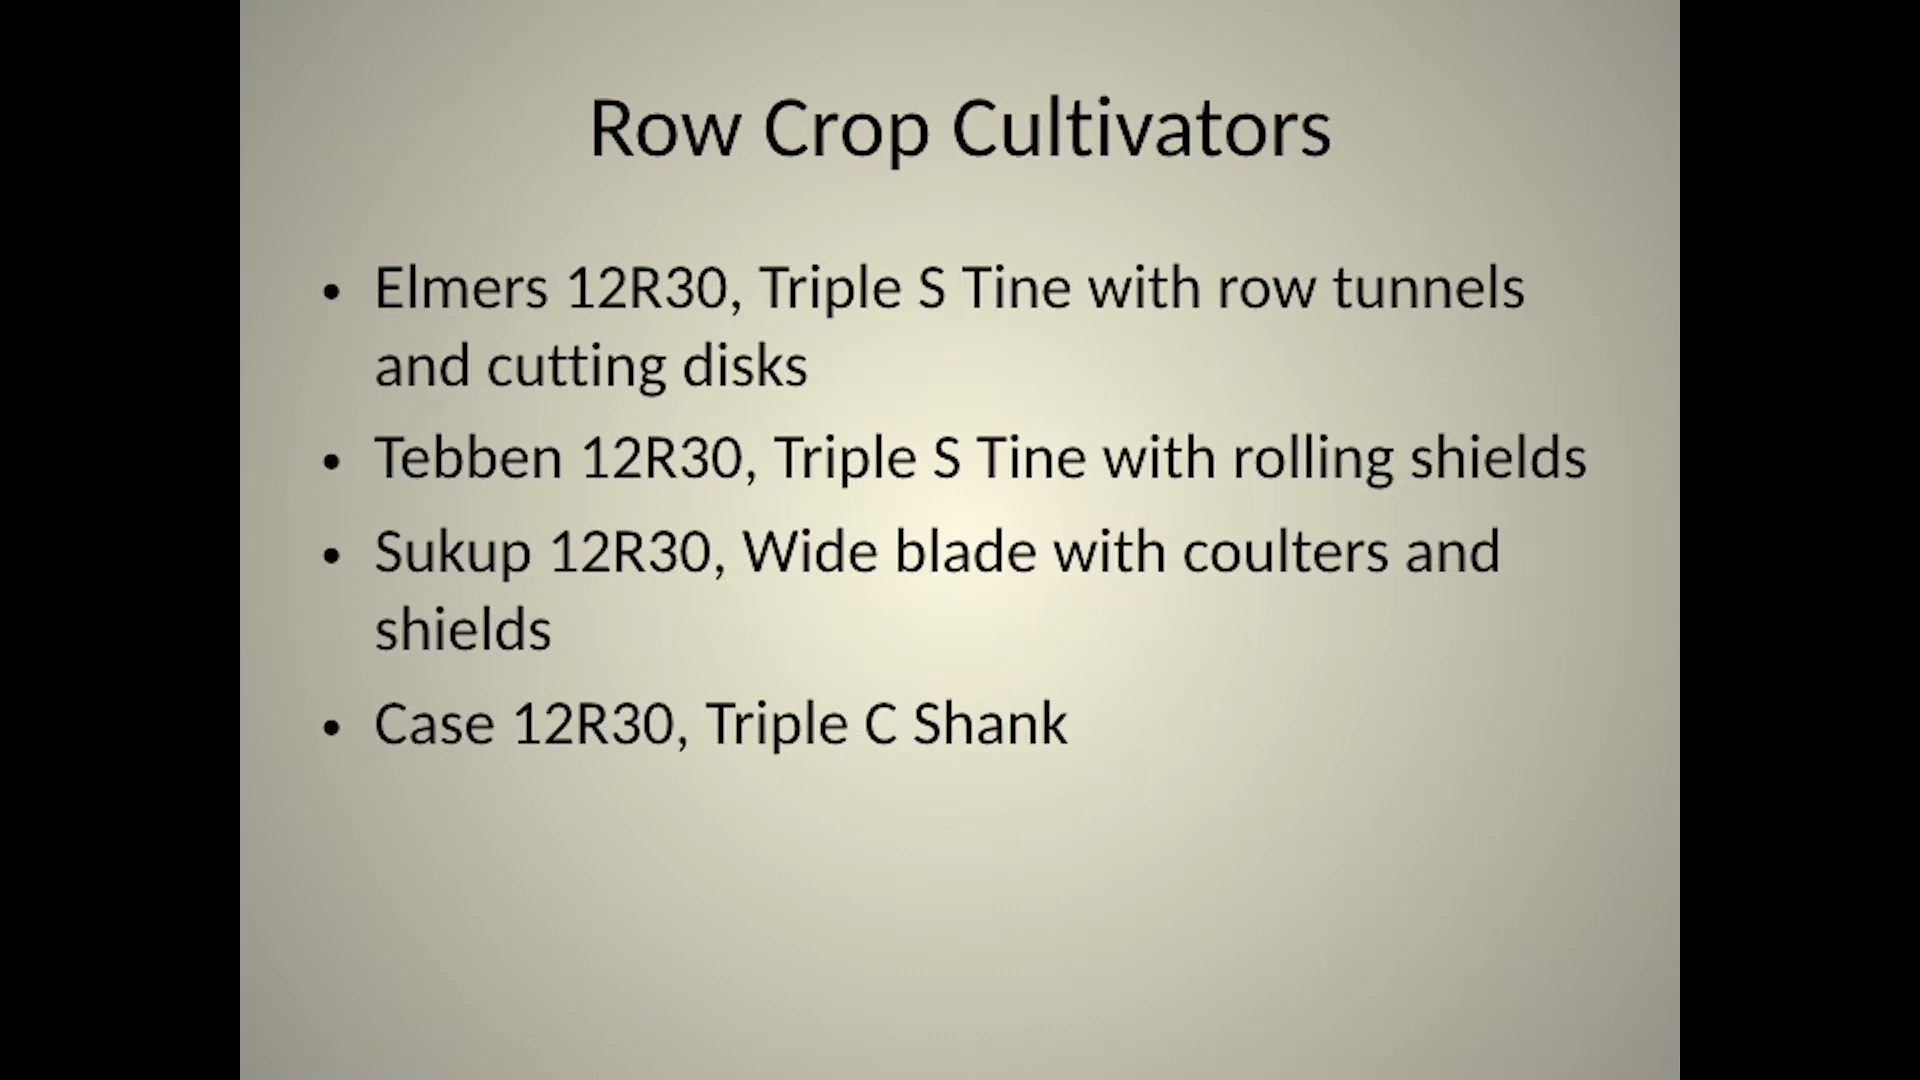 Row Crop Cultivators
• Elmers 12R30, Triple S Tine with row tunnels
and cutting disks
• Tebben 12R30, Triple S Tine with rolling shields
• Sukup 12R30, Wide blade with coulters and
shields
• Case 12R30, Triple C Shank